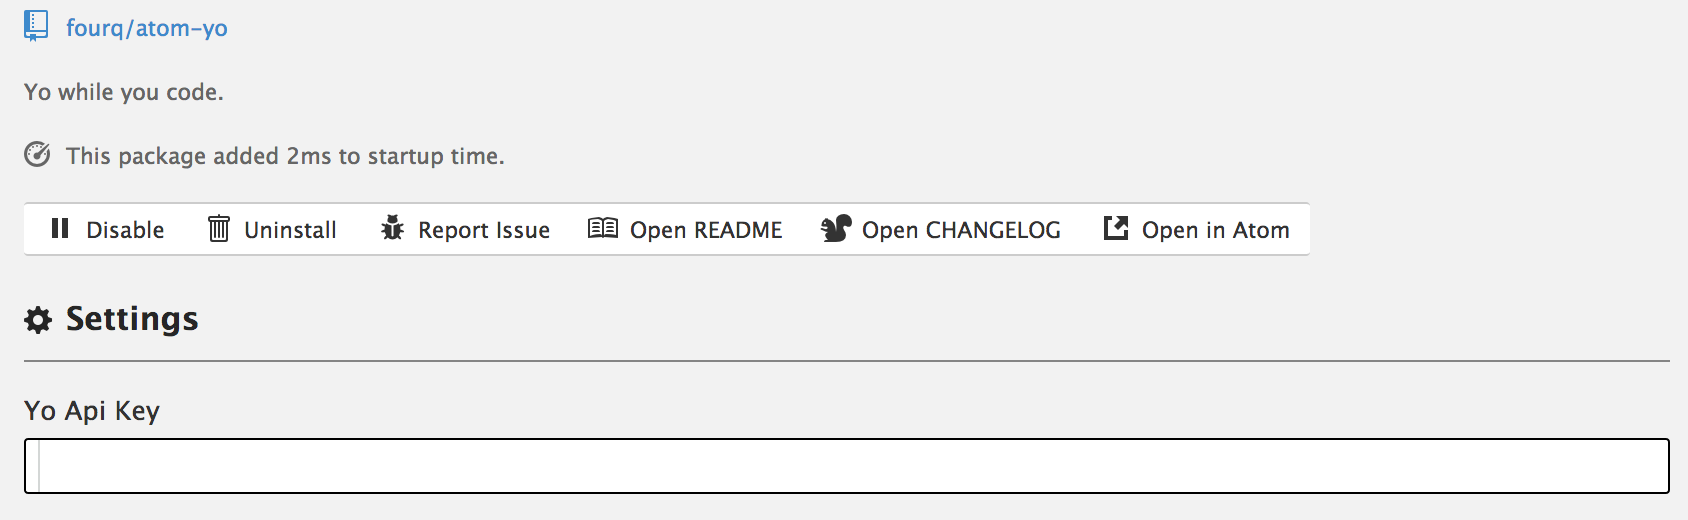 fourq/atom-yo
Yo while you code.
This package added 2ms to startup time.
Disable Uninstall Report Issue Open README Open CHANGELOG Open in Atom
Settings
Yo Api Key